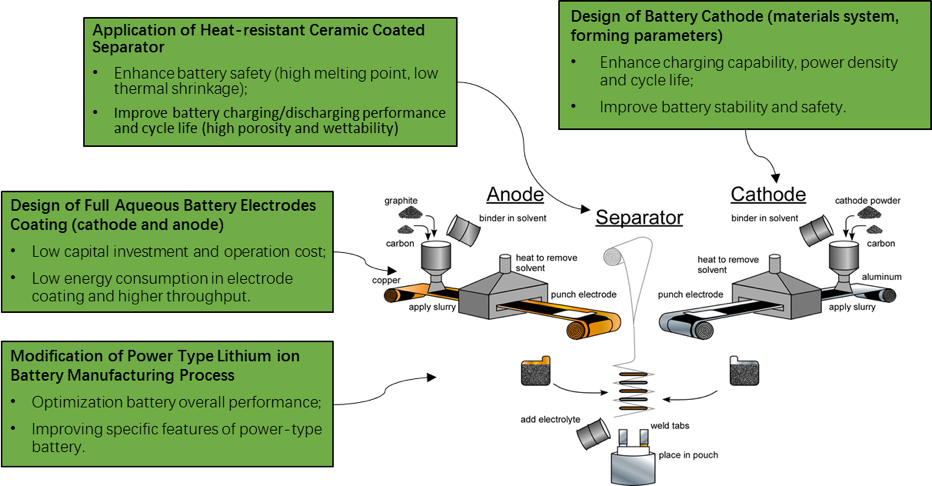 Application of Heat-resistant Ceramic Coated
Separator
• Enhance battery safety (high melting point, low
thermal shrinkage);
• Improve battery charging/discharging performance
and cycle life (high porosity and wettability)
Design of Battery Cathode (materials system,
forming parameters)
• Enhance charging capability, power density
and cycle life;
• Improve battery stability and safety.
Design of Full Aqueous Battery Electrodes
Coating (cathode and anode)
• Low capital investment and operation cost;
• Low energy consumption in electrode
coating and higher throughput.
Modification of Power Type Lithium ion
Battery Manufacturing Process
• Optimization battery overall performance;
• Improving specific features of power-type
battery.
Anode
graphite
binder in solvent
carbon
copper
heat to remove
solvent
apply slurry
punch electrode
Separator
Cathode
binder in solvent
cathode powder
carbon
heat to remove
solvent
aluminum
punch electrode
apply slurry
add electrolyte
weld tabs
place in pouch